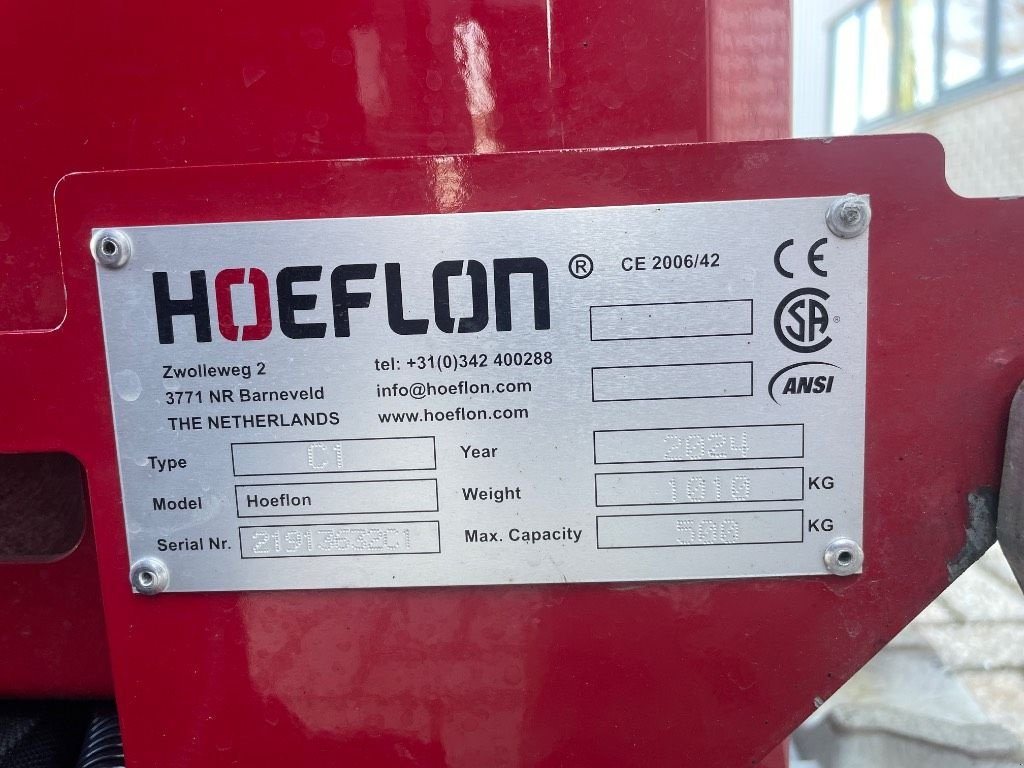 HOEFLON ® CE 2006/42 CE
Zwolleweg 2 tel: +31(0)342 400288 SA ®
3771 NR Barneveld info@hoeflon.com ANSI
THE NETHERLANDS www.hoeflon.com
Type C1 Year 2024
Model Hoeflon Weight 1010 KG
Serial Nr. 21913632C1 Max. Capacity 500 KG